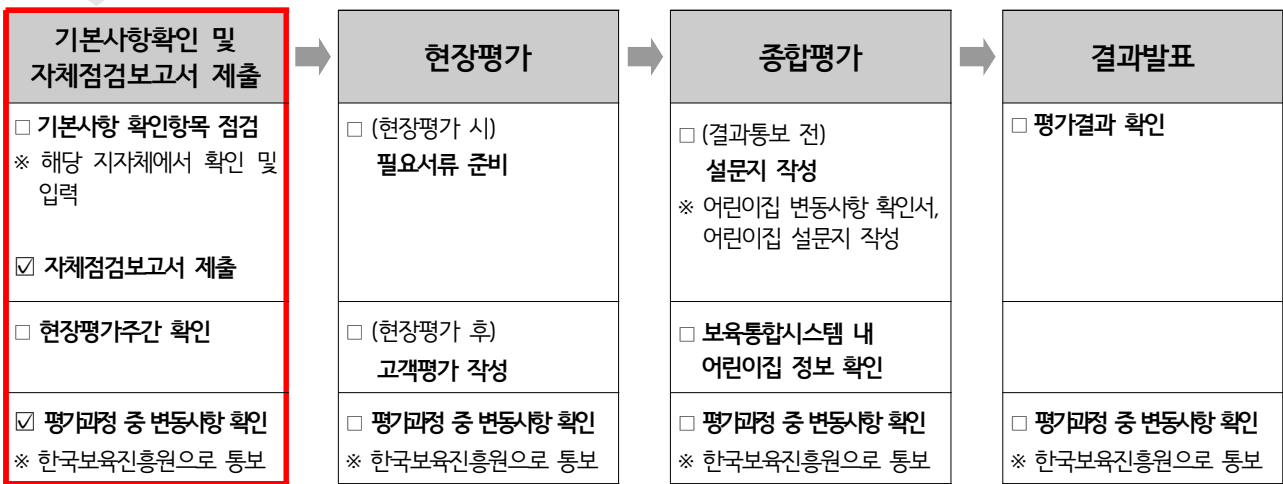 기본사항확인 및
자체점검보고서 제출
□ 기본사항 확인항목 점검
※ 해당 지자체에서 확인 및
입력
☑ 자체점검보고서 제출
□ 현장평가주간 확인
☑ 평가과정 중 변동사항 확인
※ 한국보육진흥원으로 통보
현장평가
□ (현장평가 시)
필요서류 준비
□ (현장평가 후)
고객평가 작성
□ 평가과정 중 변동사항 확인
※ 한국보육진흥원으로 통보
종합평가
□ (결과통보 전)
설문지 작성
※ 어린이집 변동사항 확인서,
어린이집 설문지 작성
□ 보육통합시스템 내
어린이집 정보 확인
□ 평가과정 중 변동사항 확인
※ 한국보육진흥원으로 통보
결과발표
□ 평가결과 확인
□ 평가과정 중 변동사항 확인
※ 한국보육진흥원으로 통보